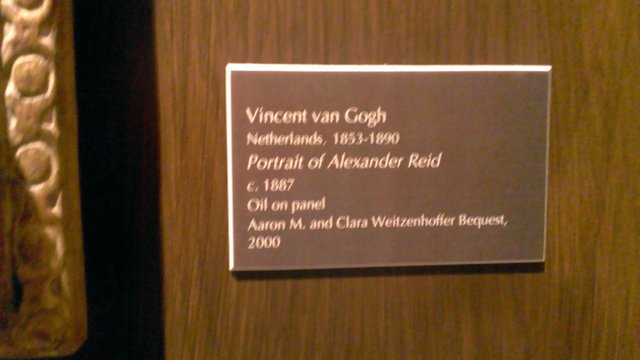 Vincent van Gogh
Netherlands, 1853-1890
Portrait of Alexander Reid
c. 1887
Oil on panel
Aaron M. and Clara Weitzenhoffer Bequest,
2000